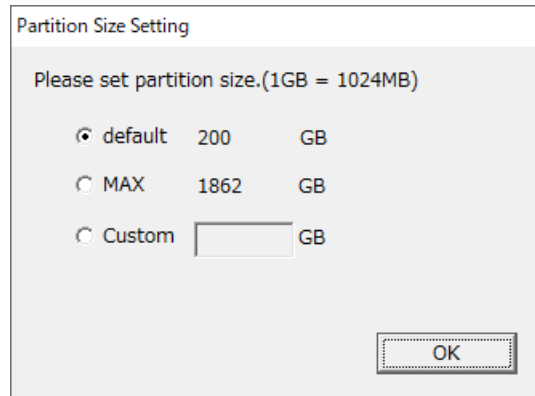 Partition Size Setting
Please set partition size.(1GB = 1024MB)
default 200 GB
MAX 1862 GB
Custom GB
OK